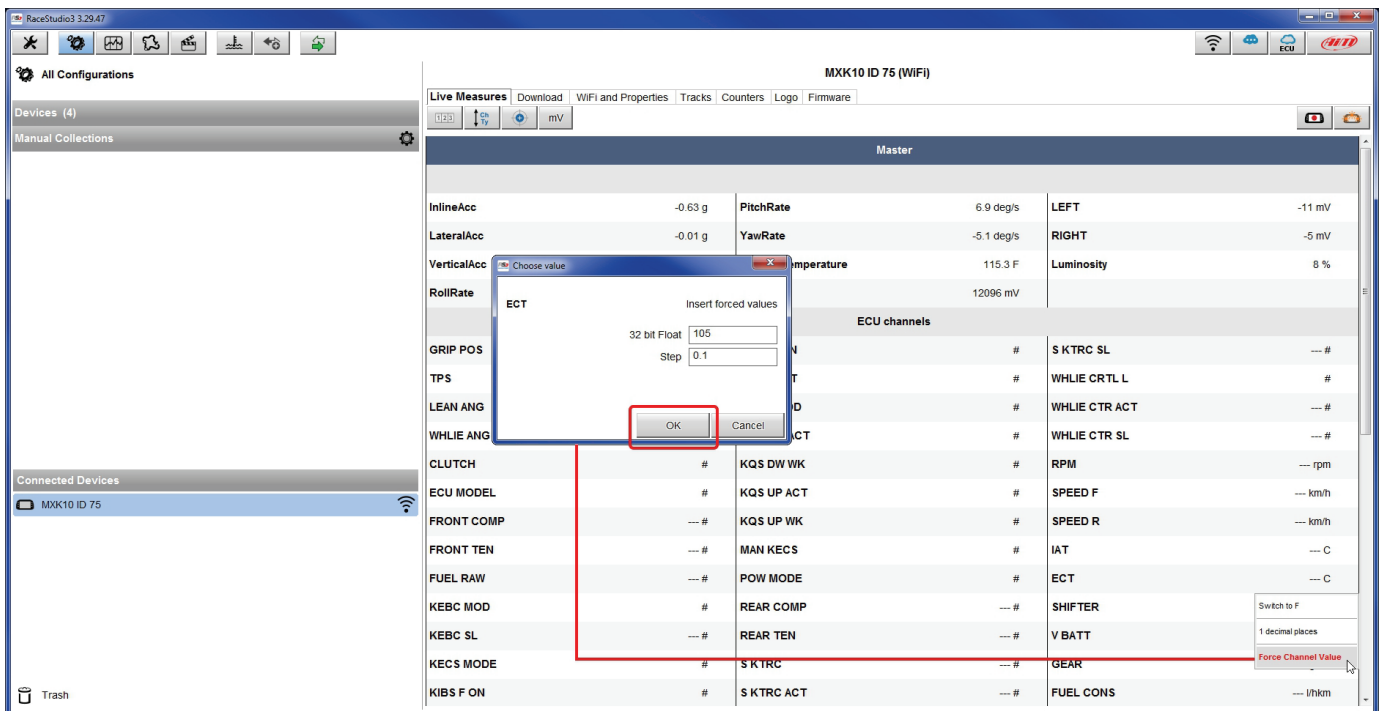 RaceStudio3 3.29.47
ECU
AiM
All Configurations
MXK10 ID 75 (WiFi)
Live Measures Download WiFi and Properties Tracks Counters Logo Firmware
Devices (4)
123 Ch Ty mV
Manual Collections
Master
InlineAcc -0.63 g PitchRate 6.9 deg/s LEFT -11 mV
LateralAcc -0.01 g YawRate -5.1 deg/s RIGHT -5 mV
VerticalAcc emperature 115.3 F Luminosity 8 %
RollRate 12096 mV
Choose value
ECT Insert forced values
32 bit Float 105
Step 0.1
OK Cancel
ECU channels
GRIP POS N # S KTRC SL --- #
TPS T # WHLIE CRTL L #
LEAN ANG D # WHLIE CTR ACT --- #
WHLIE ANG ACT # WHLIE CTR SL --- #
CLUTCH # KQS DW WK # RPM --- rpm
Connected Devices
MXK10 ID 75
ECU MODEL # KQS UP ACT # SPEED F --- km/h
FRONT COMP --- # KQS UP WK # SPEED R --- km/h
FRONT TEN --- # MAN KECS # IAT --- C
FUEL RAW --- # POW MODE # ECT --- C
KEBC MOD # REAR COMP --- # SHIFTER
KEBC SL --- # REAR TEN --- # V BATT
KECS MODE # S KTRC --- # GEAR
KIBS F ON # S KTRC ACT --- # FUEL CONS --- l/hkm
Switch to F
1 decimal places
Force Channel Value
Trash